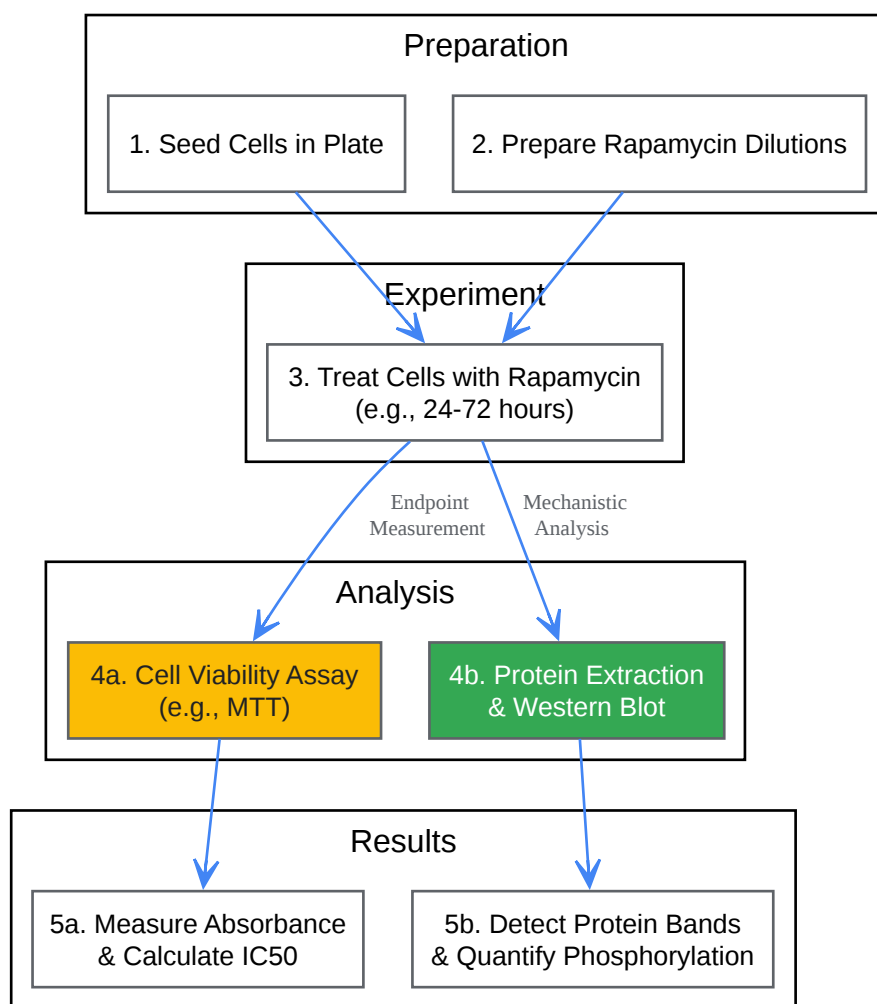 Preparation
1. Seed Cells in Plate
2. Prepare Rapamycin Dilutions
Experiment
3. Treat Cells with Rapamycin
(e.g., 24-72 hours)
Endpoint
Measurement
Mechanistic
Analysis
Analysis
4a. Cell Viability Assay
(e.g., MTT)
4b. Protein Extraction
& Western Blot
Results
5a. Measure Absorbance
& Calculate IC50
5b. Detect Protein Bands
& Quantify Phosphorylation